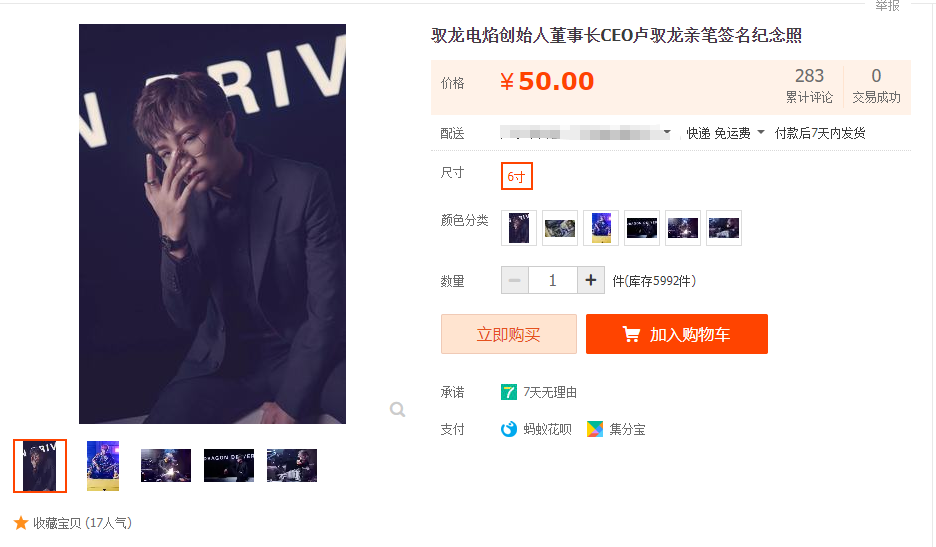 举报
驭龙电焰创始人董事长CEO卢驭龙亲笔签名纪念照
价格 ￥50.00 283 累计评论 0 交易成功
配送 快递 免运费 付款后7天内发货
尺寸 6寸
颜色分类
数量 1 件(库存5992件)
立即购买 加入购物车
承诺 7 7天无理由
支付 蚂蚁花呗 集分宝
收藏宝贝 (17人气)
N DRIV